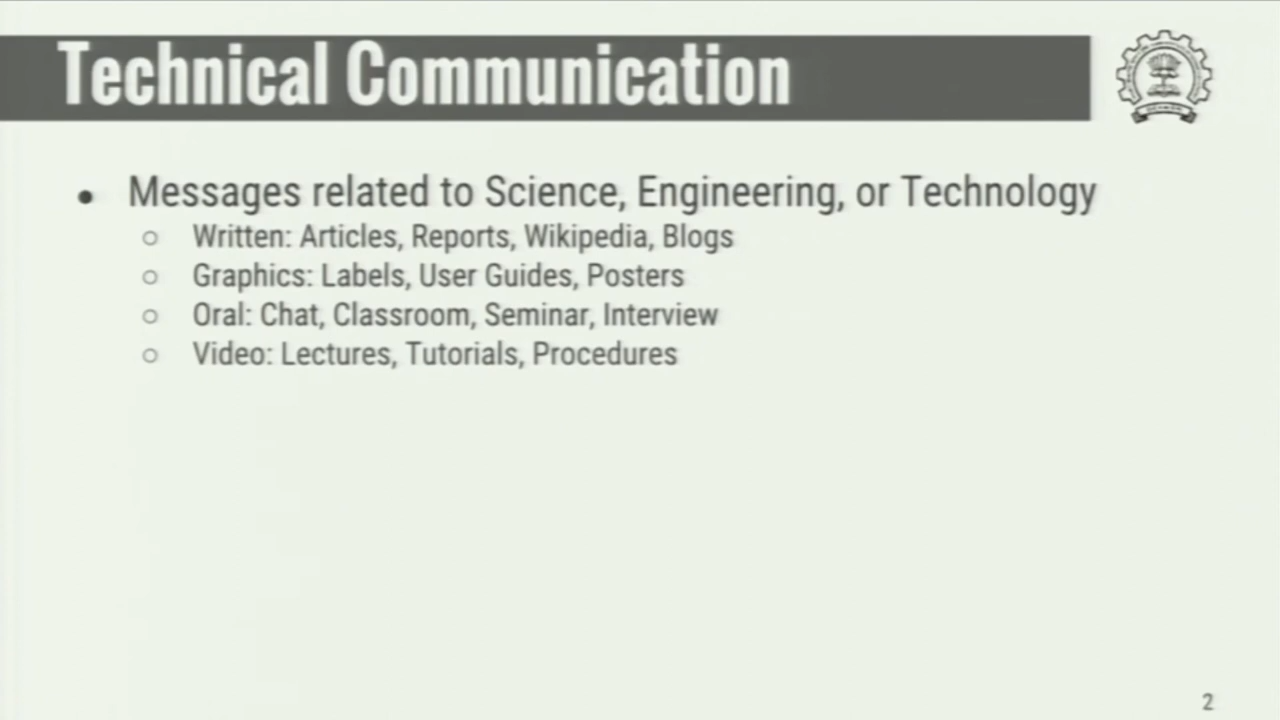 Technical Communication
● Messages related to Science, Engineering, or Technology
○ Written: Articles, Reports, Wikipedia, Blogs
○ Graphics: Labels, User Guides, Posters
○ Oral: Chat, Classroom, Seminar, Interview
○ Video: Lectures, Tutorials, Procedures
2